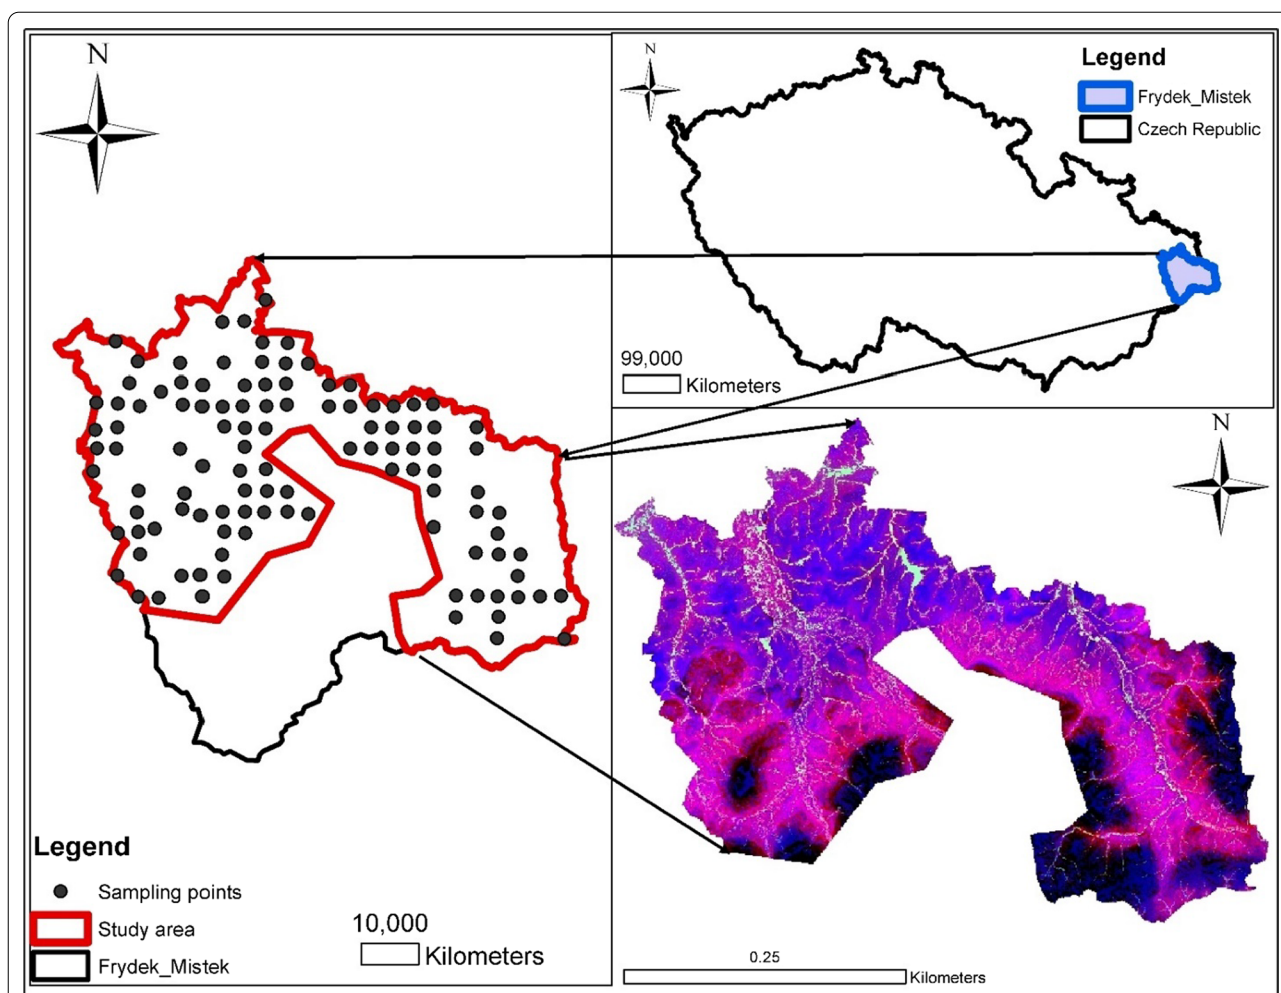 N
Legend
Sampling points
Study area
Frydek_Mistek
10,000
Kilometers
N
Legend
Frydek_Mistek
Czech Republic
99,000
Kilometers
N
0.25
Kilometers